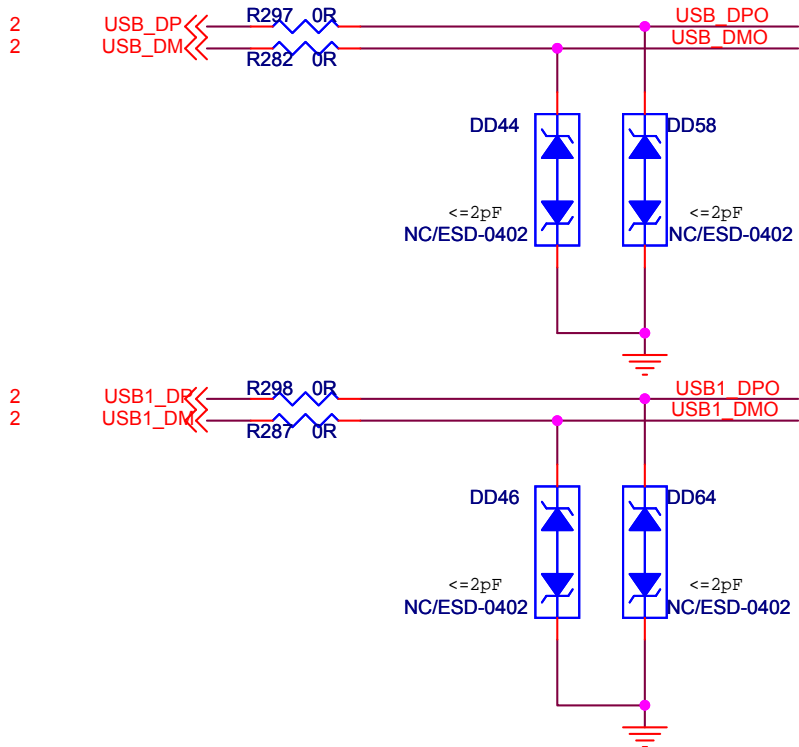 2 USB_DP R297 0R USB_DPO
2 USB_DM R282 0R USB_DMO
DD44 DD58
<=2pF <=2pF
NC/ESD-0402 NC/ESD-0402
2 USB1_DP R298 0R USB1_DPO
2 USB1_DM R287 0R USB1_DMO
DD46 DD64
<=2pF <=2pF
NC/ESD-0402 NC/ESD-0402